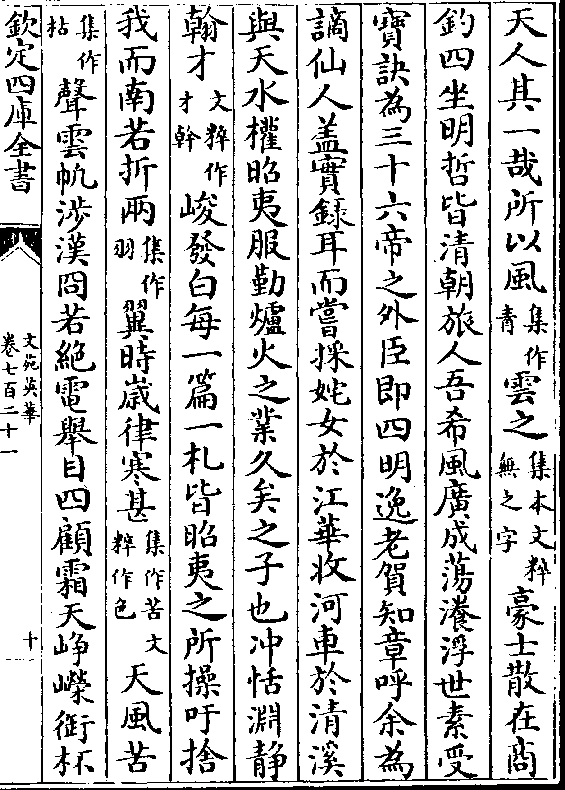 天人其一哉所以風集作青雲之集本文粹無之字豪士散在商
釣四坐明哲皆清朝旅人吾希風廣成蕩瀁浮世素受
寶訣為三十六帝之外臣即四明逸老賀知章呼余為
謫仙人盖實錄耳而嘗採姹女於江華收河車於清溪
與天水權昭夷服勤爐火之業久矣之子也冲恬淵静
翰才文粹作才幹峻發白每一篇一札皆昭夷之所操吁捨
我而南若折兩集作羽翼時歲律寒甚集作苦文粹作色天風苦
集作枯聲雲帆涉漢冏若絶電舉目四顧霜天崢嶸銜杯
欽定四庫全書
文苑英華
卷七百二十一
十